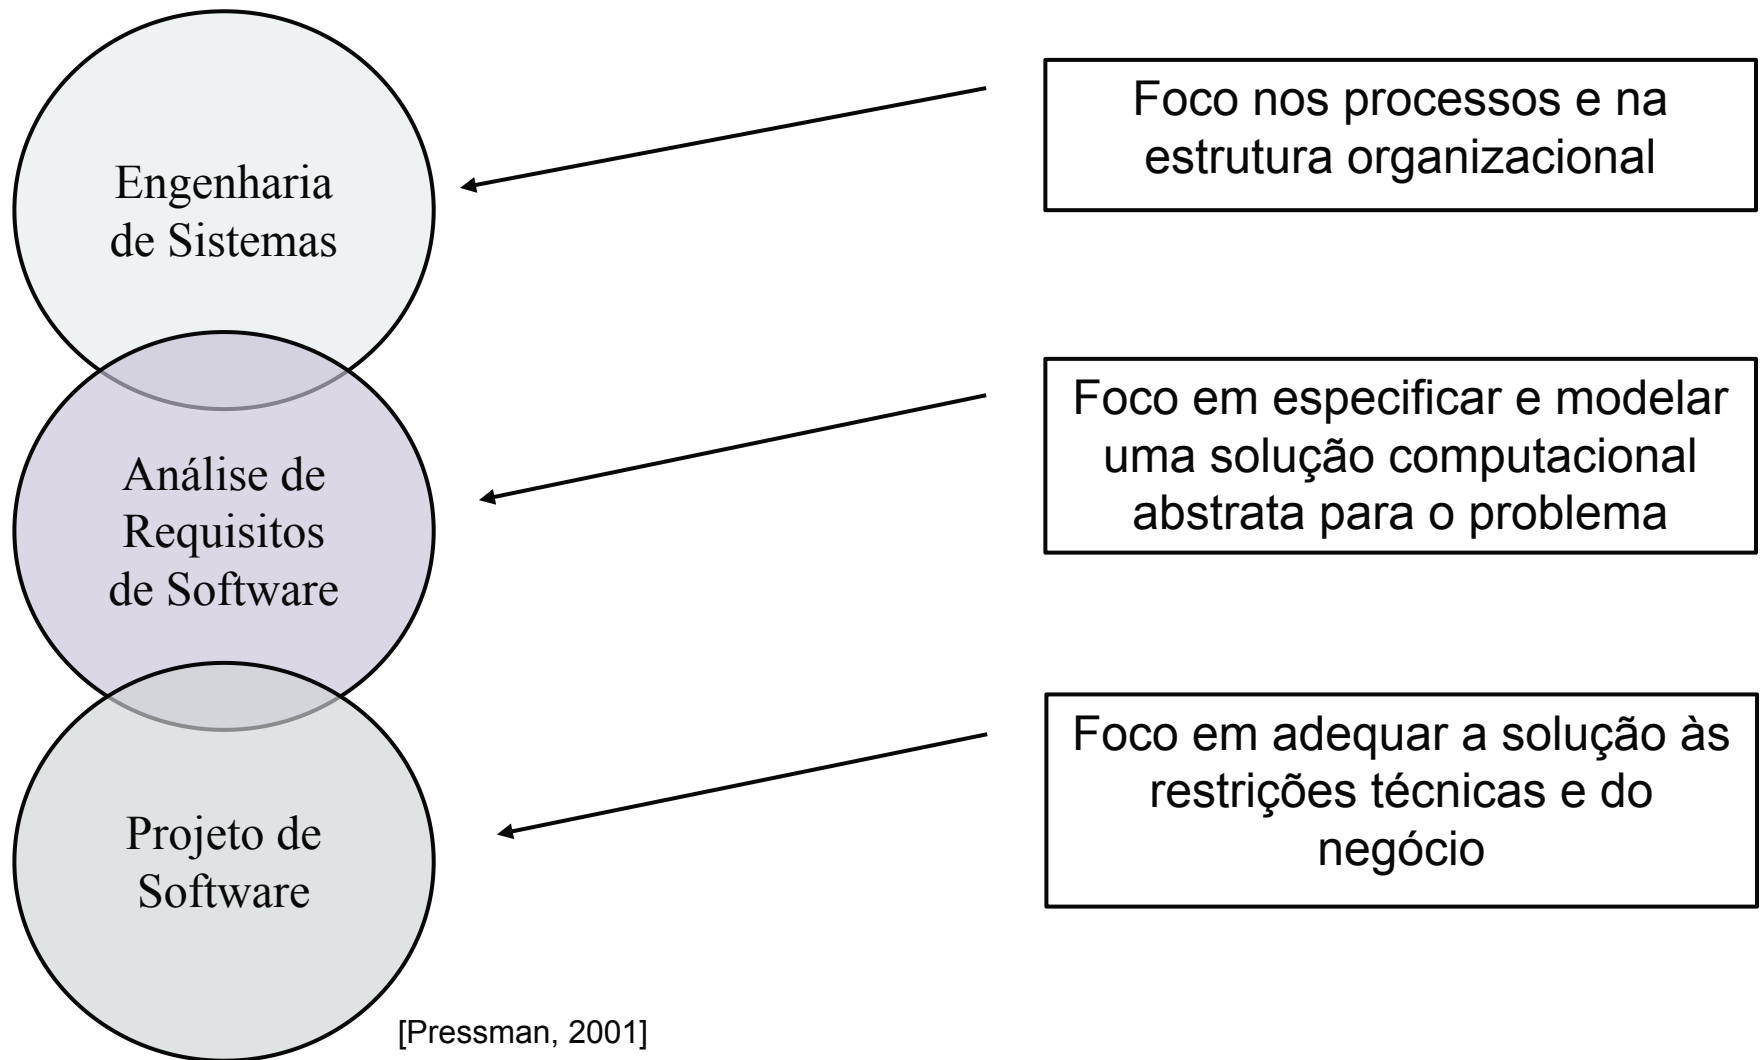 Engenharia
de Sistemas
Foco nos processos e na
estrutura organizacional
Análise de
Requisitos
de Software
Foco em especificar e modelar
uma solução computacional
abstrata para o problema
Projeto de
Software
Foco em adequar a solução às
restrições técnicas e do
negócio
[Pressman, 2001]